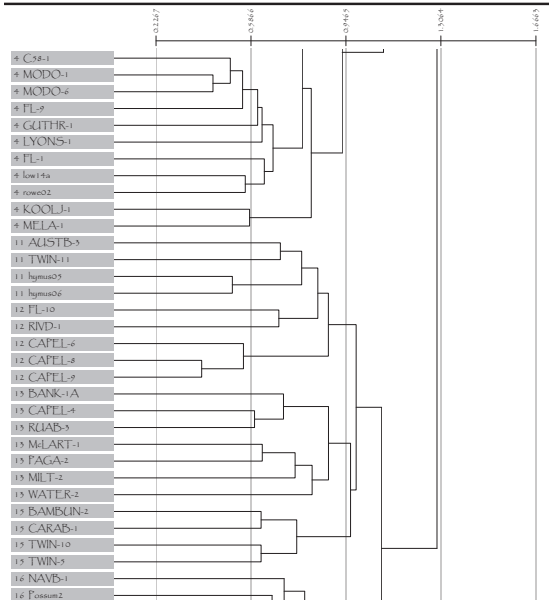 0.2267 0.5866 0.9465 1.3064 1.6663
4 C58-1
4 MODO-1
4 MODO-6
4 FL-9
4 GUTHR-1
4 LYONS-1
4 FL-1
4 low14a
4 rowe02
4 KOOLJ-1
4 MELA-1
11 AUSTB-3
11 TWIN-11
11 hymus05
11 hymus06
12 FL-10
12 RIVD-1
12 CAPEL-6
12 CAPEL-8
12 CAPEL-9
13 BANK-1A
13 CAPEL-4
13 RUAB-3
13 McLART-1
13 PAGA-2
13 MILT-2
13 WATER-2
15 BAMBUN-2
15 CARAB-1
15 TWIN-10
15 TWIN-5
16 NAVB-1
16 Possum2